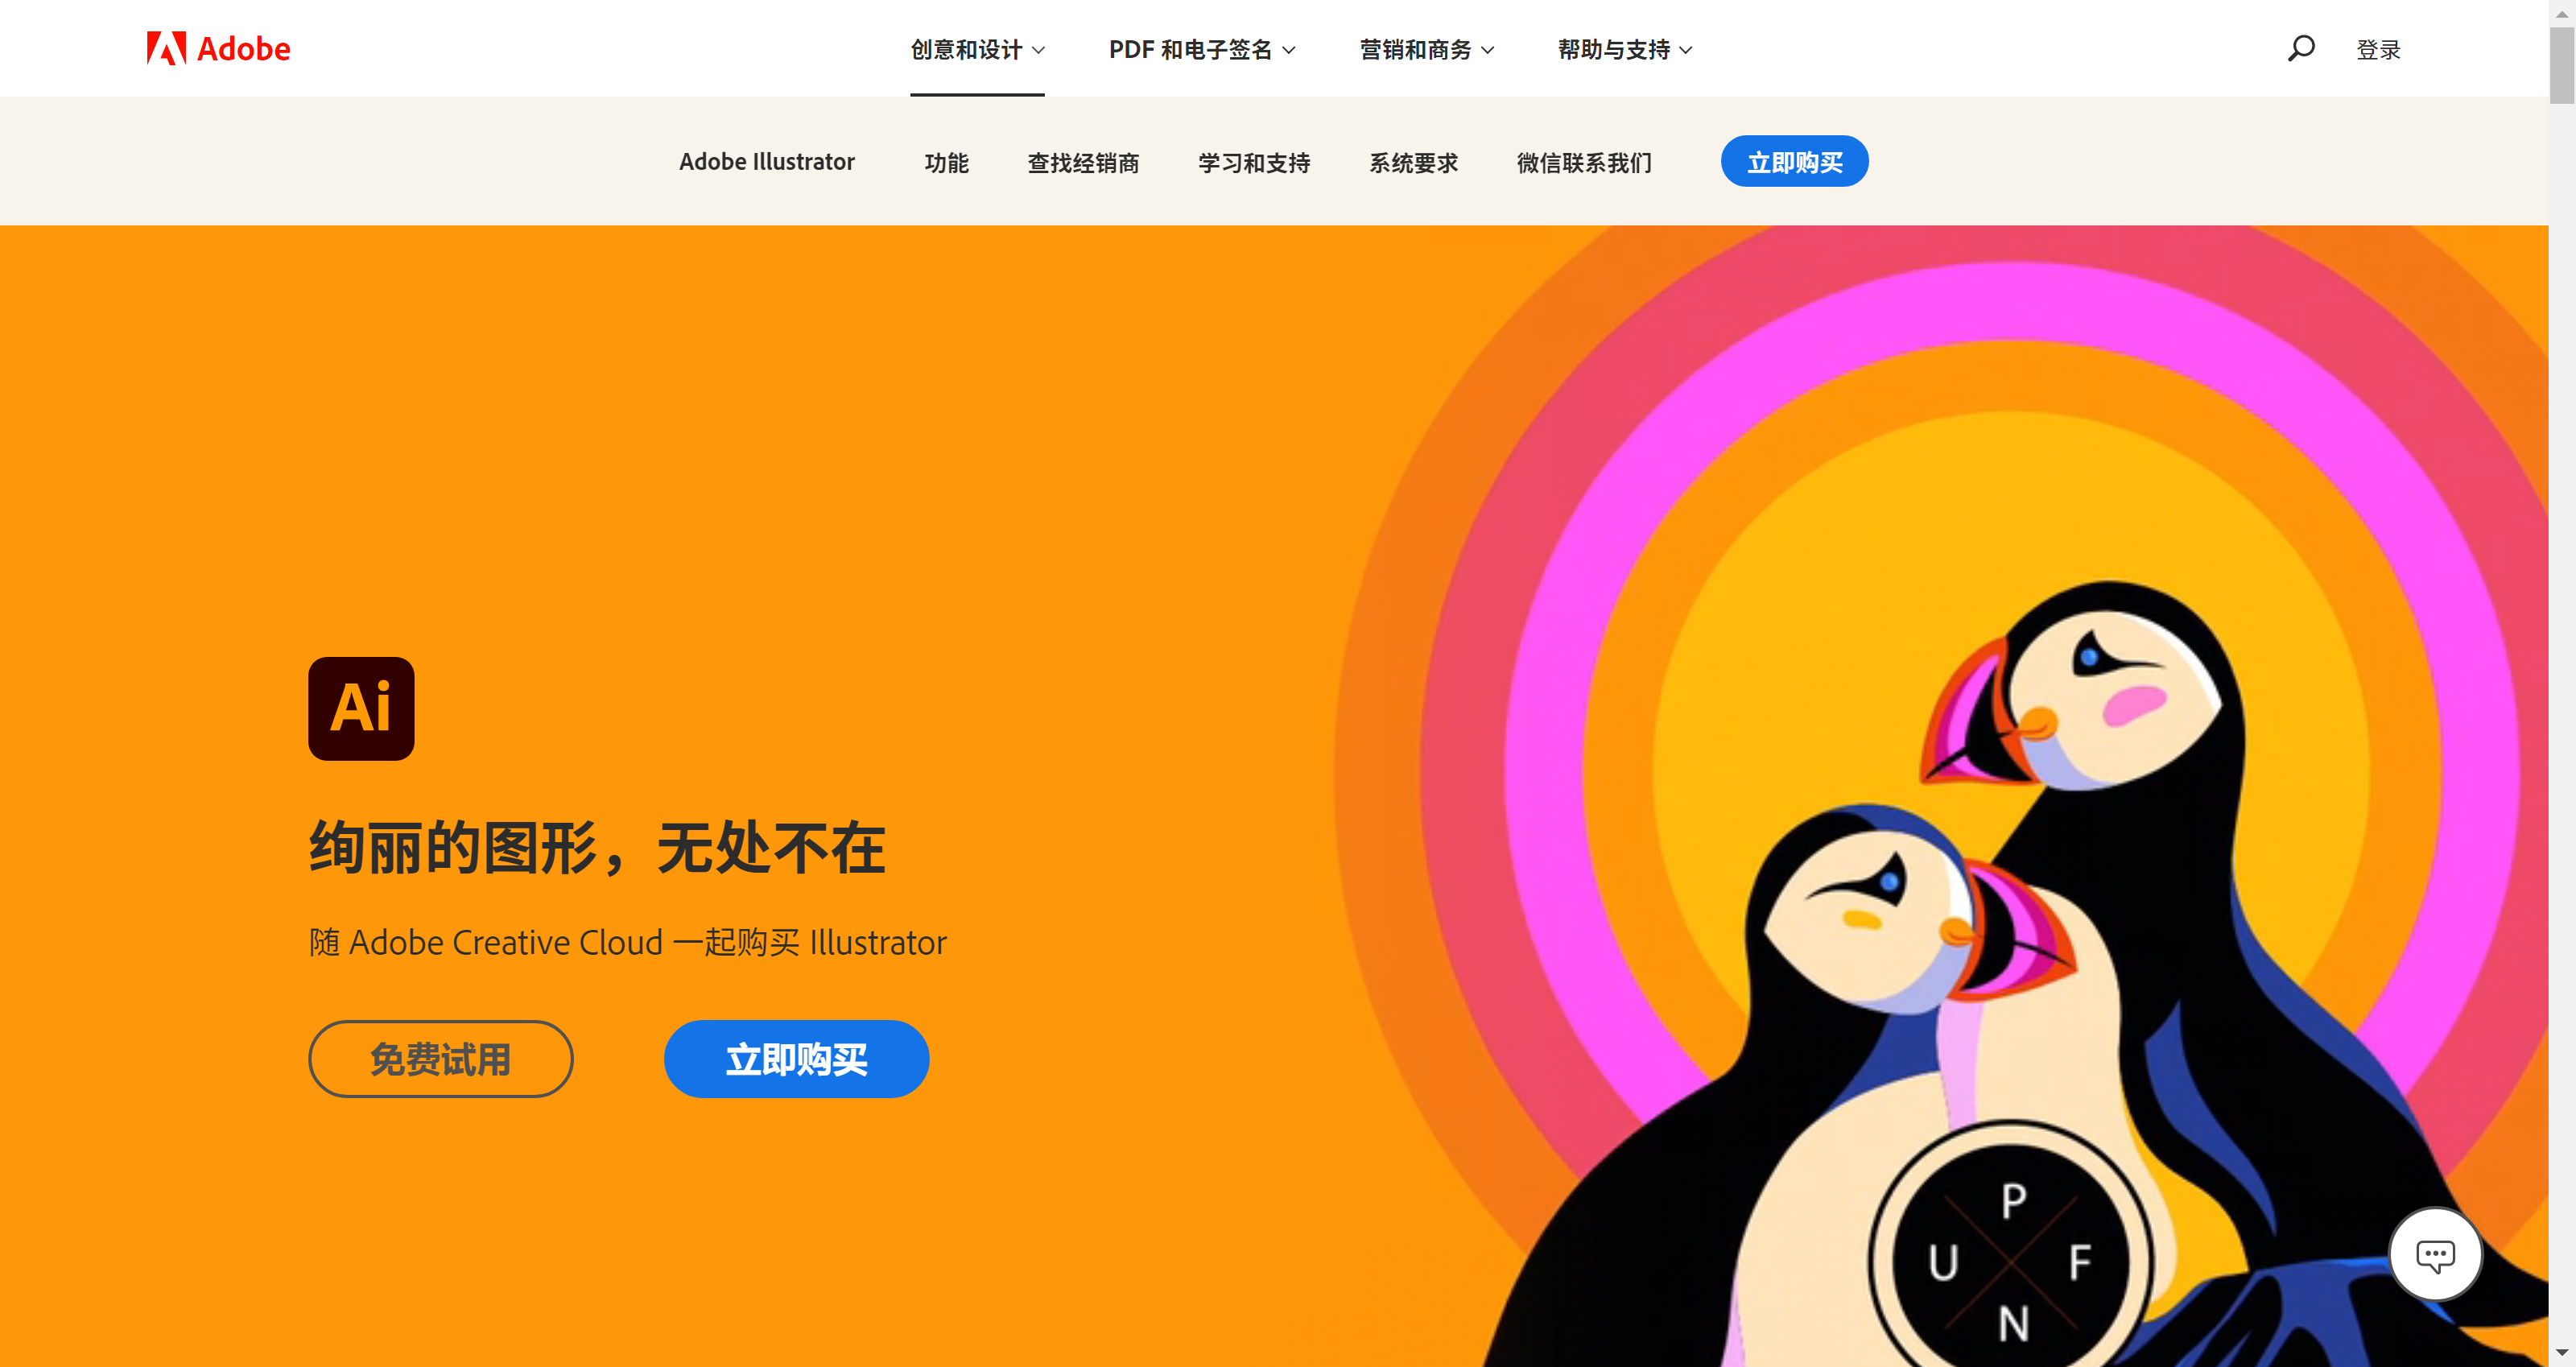 Adobe
创意和设计
PDF 和电子签名
营销和商务
帮助与支持
登录
Adobe Illustrator
功能
查找经销商
学习和支持
系统要求
微信联系我们
立即购买
Ai
绚丽的图形，无处不在
随 Adobe Creative Cloud 一起购买 Illustrator
免费试用
立即购买
P
U F
N